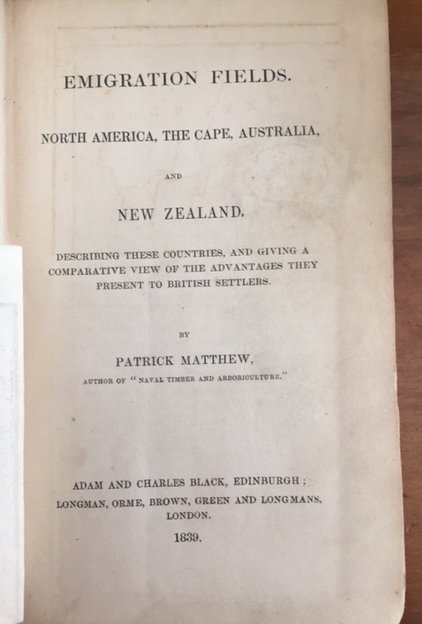 EMIGRATION FIELDS.
NORTH AMERICA, THE CAPE, AUSTRALIA,
AND
NEW ZEALAND,
DESCRIBING THESE COUNTRIES, AND GIVING A
COMPARATIVE VIEW OF THE ADVANTAGES THEY
PRESENT TO BRITISH SETTLERS.
BY
PATRICK MATTHEW,
AUTHOR OF "NAVAL TIMBER AND ARBORICULTURE."
ADAM AND CHARLES BLACK, EDINBURGH;
LONGMAN, ORME, BROWN, GREEN AND LONGMANS,
LONDON.
1839.